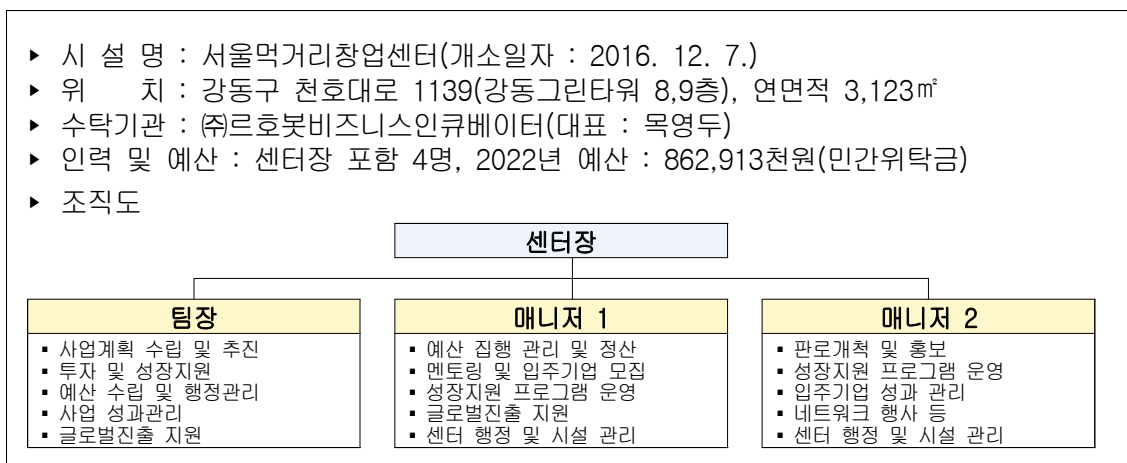 ▶ 시 설 명 : 서울먹거리창업센터(개소일자 : 2016. 12. 7.)
▶ 위 치 : 강동구 천호대로 1139(강동그린타워 8,9층), 연면적 3,123㎡
▶ 수탁기관 : ㈜르호봇비즈니스인큐베이터(대표 : 목영두)
▶ 인력 및 예산 : 센터장 포함 4명, 2022년 예산 : 862,913천원(민간위탁금)
▶ 조직도
센터장
팀장
▪ 사업계획 수립 및 추진
▪ 투자 및 성장지원
▪ 예산 수립 및 행정관리
▪ 사업 성과관리
▪ 글로벌진출 지원
매니저 1
▪ 예산 집행 관리 및 정산
▪ 멘토링 및 입주기업 모집
▪ 성장지원 프로그램 운영
▪ 글로벌진출 지원
▪ 센터 행정 및 시설 관리
매니저 2
▪ 판로개척 및 홍보
▪ 성장지원 프로그램 운영
▪ 입주기업 성과 관리
▪ 네트워크 행사 등
▪ 센터 행정 및 시설 관리